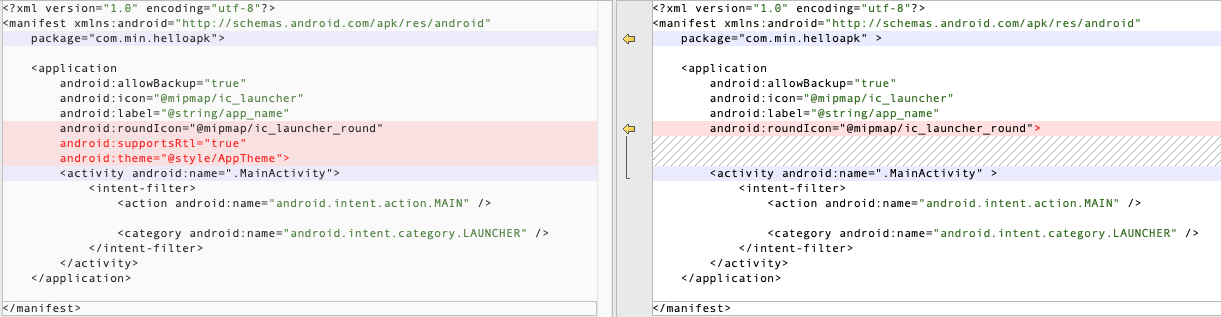 <?xml version="1.0" encoding="utf-8"?>
<manifest xmlns:android="http://schemas.android.com/apk/res/android"
    package="com.min.helloapk">

    <application
        android:allowBackup="true"
        android:icon="@mipmap/ic_launcher"
        android:label="@string/app_name"
        android:roundIcon="@mipmap/ic_launcher_round"
        android:supportsRtl="true"
        android:theme="@style/AppTheme">
        <activity android:name=".MainActivity">
            <intent-filter>
                <action android:name="android.intent.action.MAIN" />

                <category android:name="android.intent.category.LAUNCHER" />
            </intent-filter>
        </activity>
    </application>

</manifest>
<?xml version="1.0" encoding="utf-8"?>
<manifest xmlns:android="http://schemas.android.com/apk/res/android"
    package="com.min.helloapk" >

    <application
        android:allowBackup="true"
        android:icon="@mipmap/ic_launcher"
        android:label="@string/app_name"
        android:roundIcon="@mipmap/ic_launcher_round">
        <activity android:name=".MainActivity" >
            <intent-filter>
                <action android:name="android.intent.action.MAIN" />

                <category android:name="android.intent.category.LAUNCHER" />
            </intent-filter>
        </activity>
    </application>

</manifest>